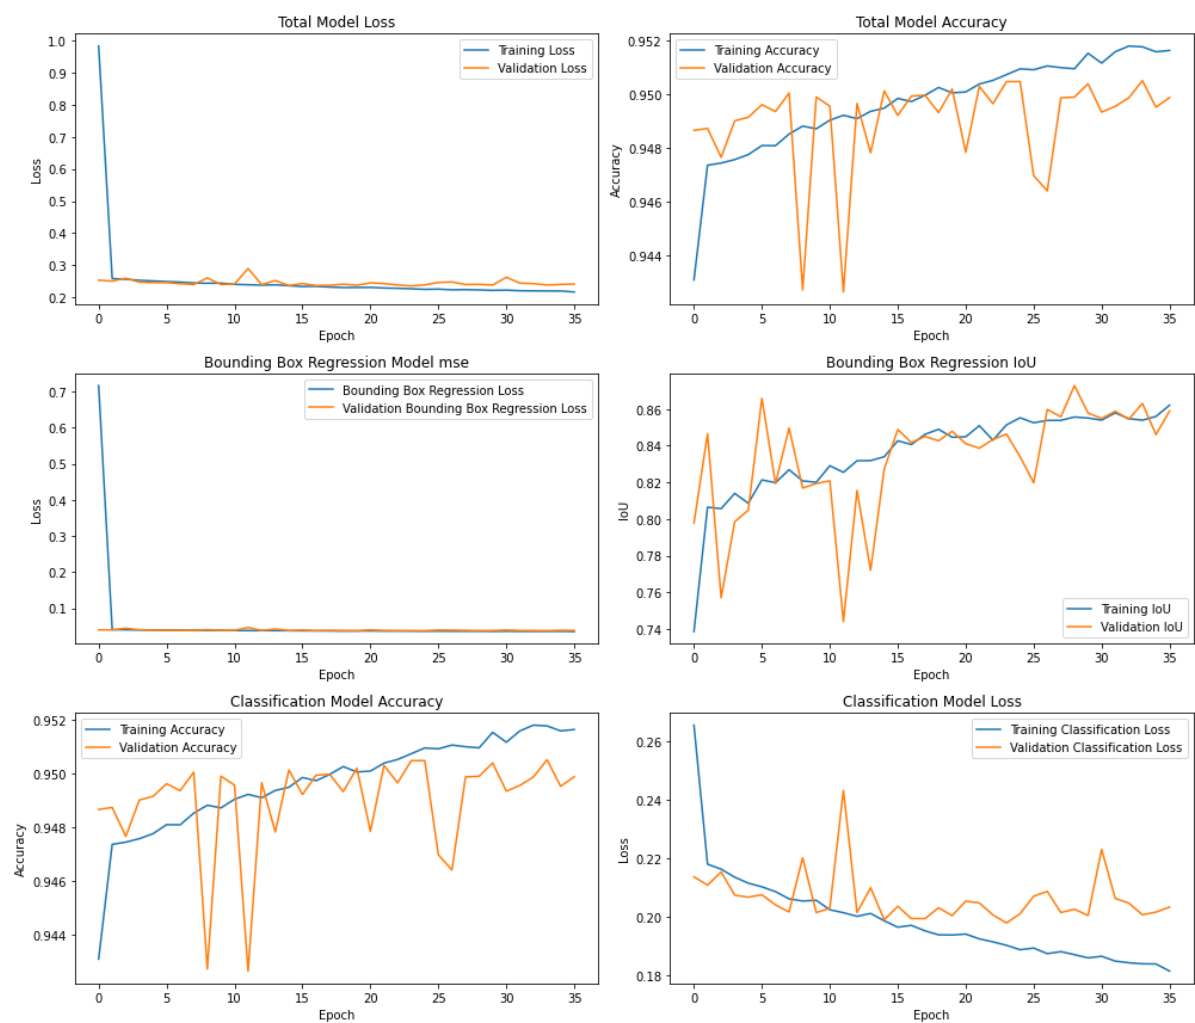 Total Model Loss
1.0
0.9
0.8
0.7
0.6
0.5
0.4
0.3
0.2
Loss
Training Loss
Validation Loss
0 5 10 15 20 25 30 35
Epoch
Total Model Accuracy
0.952
0.950
0.948
0.946
0.944
Accuracy
Training Accuracy
Validation Accuracy
0 5 10 15 20 25 30 35
Epoch
Bounding Box Regression Model mse
0.7
0.6
0.5
0.4
0.3
0.2
0.1
Loss
Bounding Box Regression Loss
Validation Bounding Box Regression Loss
0 5 10 15 20 25 30 35
Epoch
Bounding Box Regression IoU
0.86
0.84
0.82
0.80
0.78
0.76
0.74
IoU
Training IoU
Validation IoU
0 5 10 15 20 25 30 35
Epoch
Classification Model Accuracy
0.952
0.950
0.948
0.946
0.944
Accuracy
Training Accuracy
Validation Accuracy
0 5 10 15 20 25 30 35
Epoch
Classification Model Loss
0.26
0.24
0.22
0.20
0.18
Loss
Training Classification Loss
Validation Classification Loss
0 5 10 15 20 25 30 35
Epoch